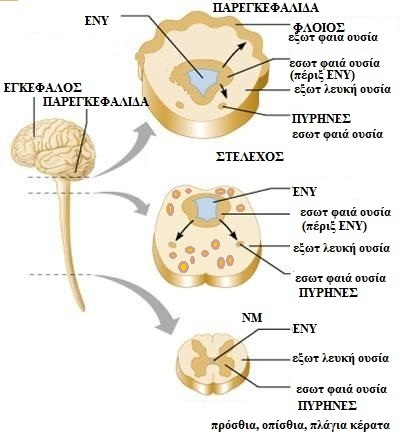 ΠΑΡΕΓΚΕΦΑΛΙΔΑ
ΕΝΥ
ΦΛΟΙΟΣ
εξωτ φαιά ουσία
εσωτ φαιά ουσία
(πέριξ ΕΝΥ)
εξωτ λευκή ουσία
ΠΥΡΗΝΕΣ
εσωτ φαιά ουσία
ΕΓΚΕΦΑΛΟΣ
ΠΑΡΕΓΚΕΦΑΛΙΔΑ
ΣΤΕΛΕΧΟΣ
ΕΝΥ
εσωτ φαιά ουσία
(πέριξ ΕΝΥ)
εξωτ λευκή ουσία
εσωτ φαιά ουσία
ΠΥΡΗΝΕΣ
ΝΜ
ΕΝΥ
εξωτ λευκή ουσία
εσωτ φαιά ουσία
ΠΥΡΗΝΕΣ
πρόσθια, οπίσθια, πλάγια κέρατα